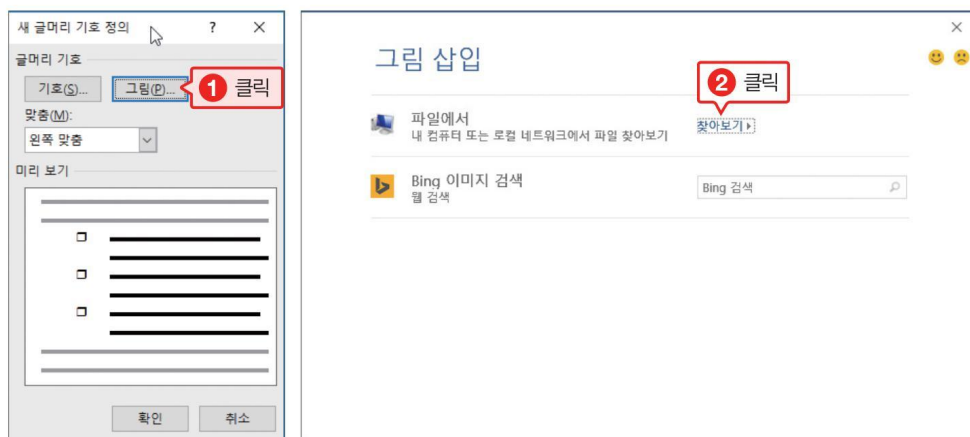 새 글머리 기호 정의 ? ×
글머리 기호
기호(S)... 그림(P)... 1 클릭
맞춤(M):
왼쪽 맞춤
미리 보기
확인 취소
×
그림 삽입
2 클릭
파일에서
내 컴퓨터 또는 로컬 네트워크에서 파일 찾아보기
찾아보기
Bing 이미지 검색
웹 검색
Bing 검색